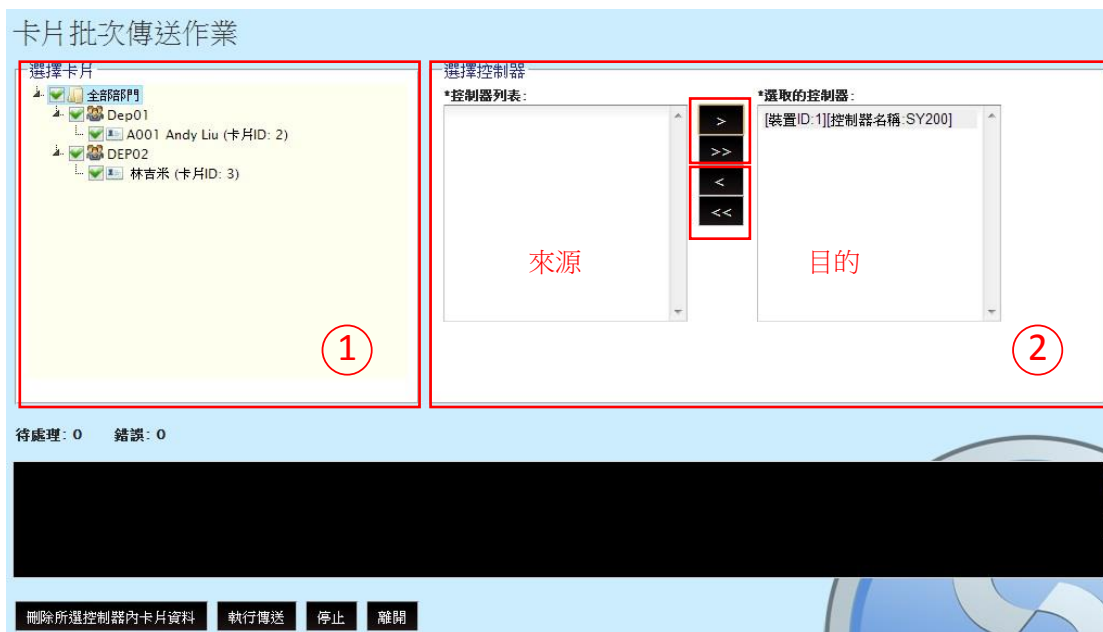 卡片批次傳送作業
選擇卡片
全部部門
Dep01
A001 Andy Liu (卡片ID: 2)
DEP02
林吉米 (卡片ID: 3)
①
選擇控制器
*控制器列表:
來源
>
>>
<
<<
*選取的控制器:
[裝置ID:1][控制器名稱:SY200]
目的
②
待處理: 0 錯誤: 0
刪除所選控制器內卡片資料 執行傳送 停止 離開